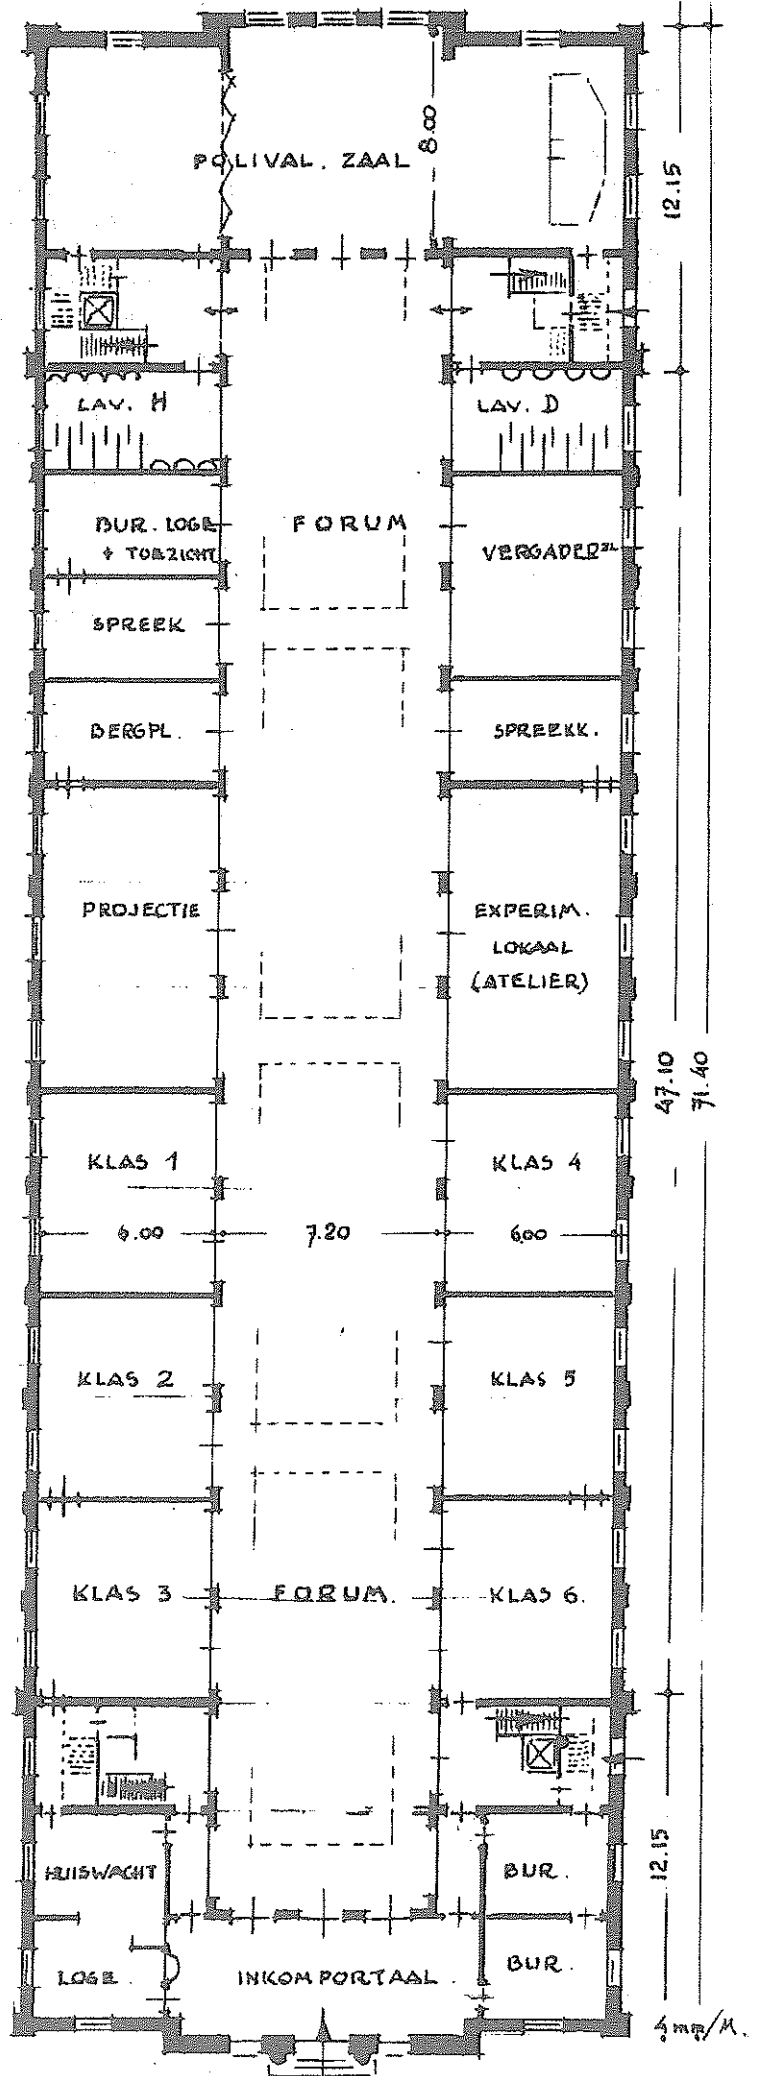 8.00
POLIVAL. ZAAL
12.15
LAV. H
LAV. D
BUR. LOGE
+ TOEZICHT
FORUM
VERGADERZL
SPREEK
BERGPL.
SPREEKK.
PROJECTIE
EXPERIM.
LOKAAL
(ATELIER)
47.10
71.40
KLAS 1
KLAS 4
6.00
7.20
6.00
KLAS 2
KLAS 5
KLAS 3
FORUM.
KLAS 6.
HUISWACHT
BUR.
12.15
LOGE.
INKOMPORTAAL.
BUR.
4 mm/M.